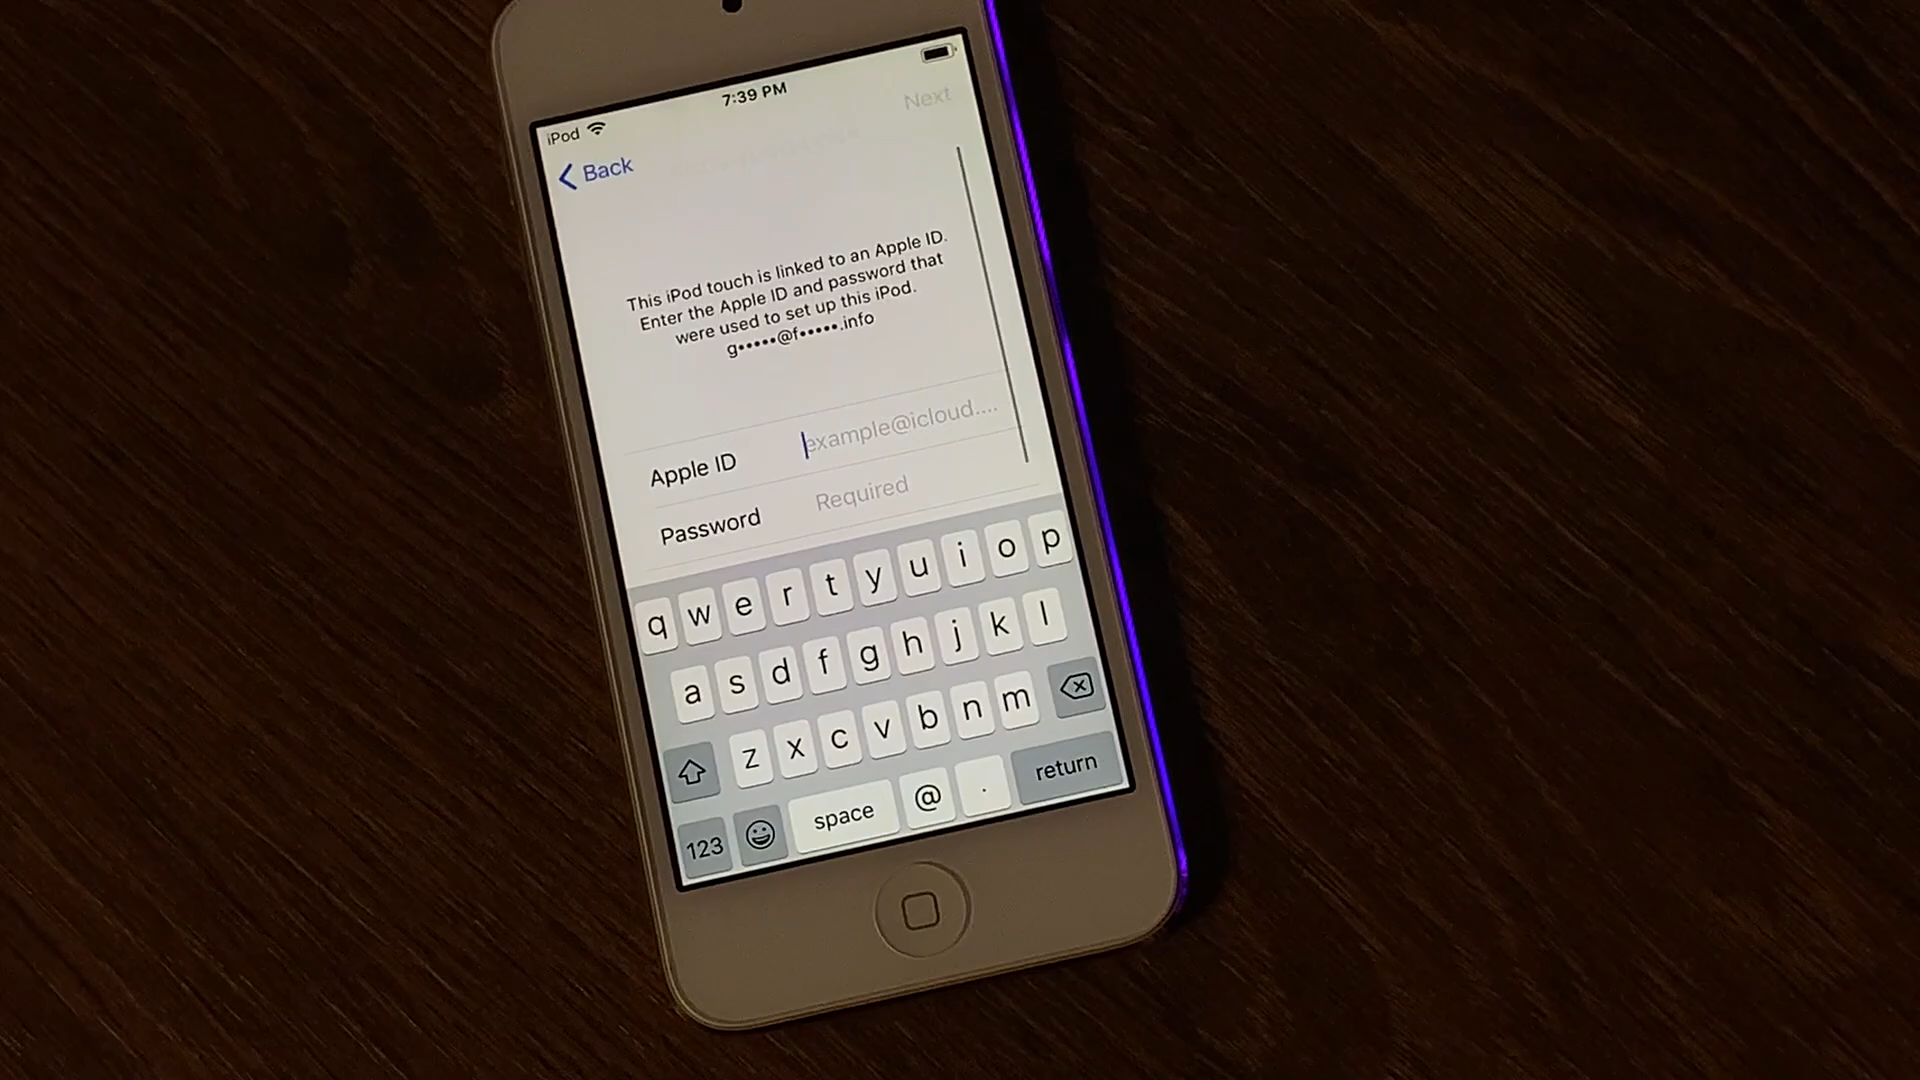 7:39 PM
iPod
Next
Back
This iPod touch is linked to an Apple ID.
Enter the Apple ID and password that
were used to set up this iPod.
g•••••@f•••••.info
Apple ID example@icloud....
Password Required
q w e r t y u i o p
a s d f g h j k l
z x c v b n m
123 space @ . return